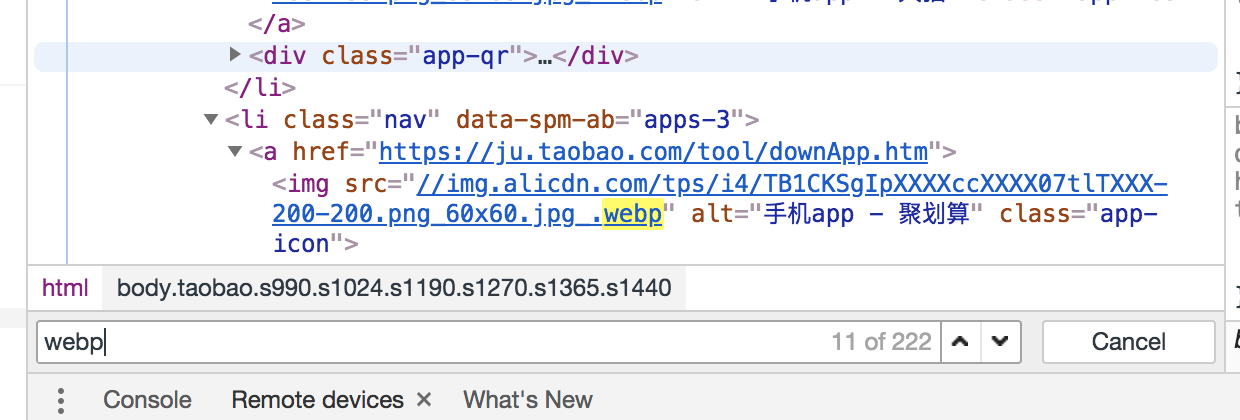 </a>
▶<div class="app-qr">…</div>
</li>
▼<li class="nav" data-spm-ab="apps-3">
▼<a href="https://ju.taobao.com/tool/downApp.htm">
<img src="//img.alicdn.com/tps/i4/TB1CKSgIpXXXXccXXXX07tlTXXX-
200-200.png_60x60.jpg_.webp" alt="手机app - 聚划算" class="app-
icon">
html body.taobao.s990.s1024.s1190.s1270.s1365.s1440
webp 11 of 222 Cancel
Console Remote devices × What's New